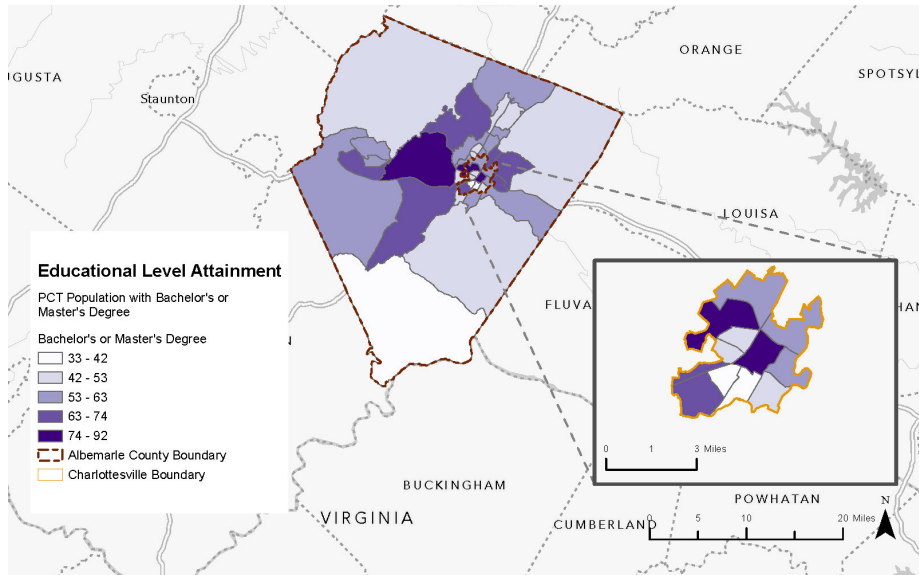 ORANGE
UGUSTA
SPOTSYL
Staunton
LOUISA
Educational Level Attainment
PCT Population with Bachelor's or
Master's Degree
Bachelor's or Master's Degree
33 - 42
42 - 53
53 - 63
63 - 74
74 - 92
Albemarle County Boundary
Charlottesville Boundary
FLUVA
HAN
N
0 1 3 Miles
BUCKINGHAM
POWHATAN
VIRGINIA
CUMBERLAND
0 5 10 20 Miles
N